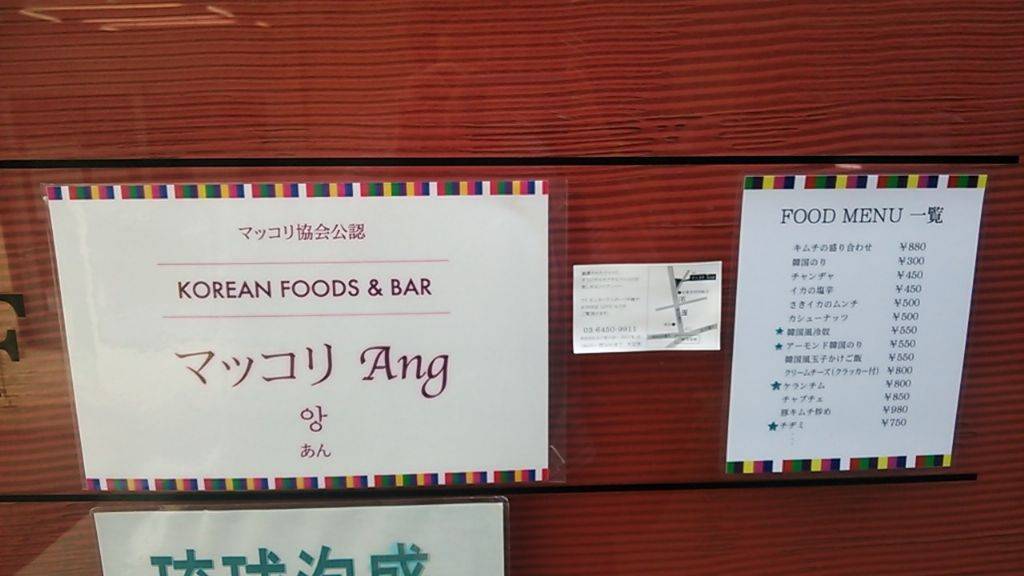 マッコリ協会公認
KOREAN FOODS & BAR
マッコリ Ang
앙
あん
03-6450-9911
FOOD MENU 一覧
キムチの盛り合わせ ¥880
韓国のり ¥300
チャンヂャ ¥450
イカの塩辛 ¥450
さきイカのムンチ ¥500
カシューナッツ ¥500
★韓国風冷奴 ¥550
★アーモンド韓国のり ¥550
韓国風玉子かけご飯 ¥550
クリームチーズ(クラッカー付) ¥800
★ケランチム ¥800
チャプチェ ¥850
豚キムチ炒め ¥980
★チヂミ ¥750
琉球泡盛